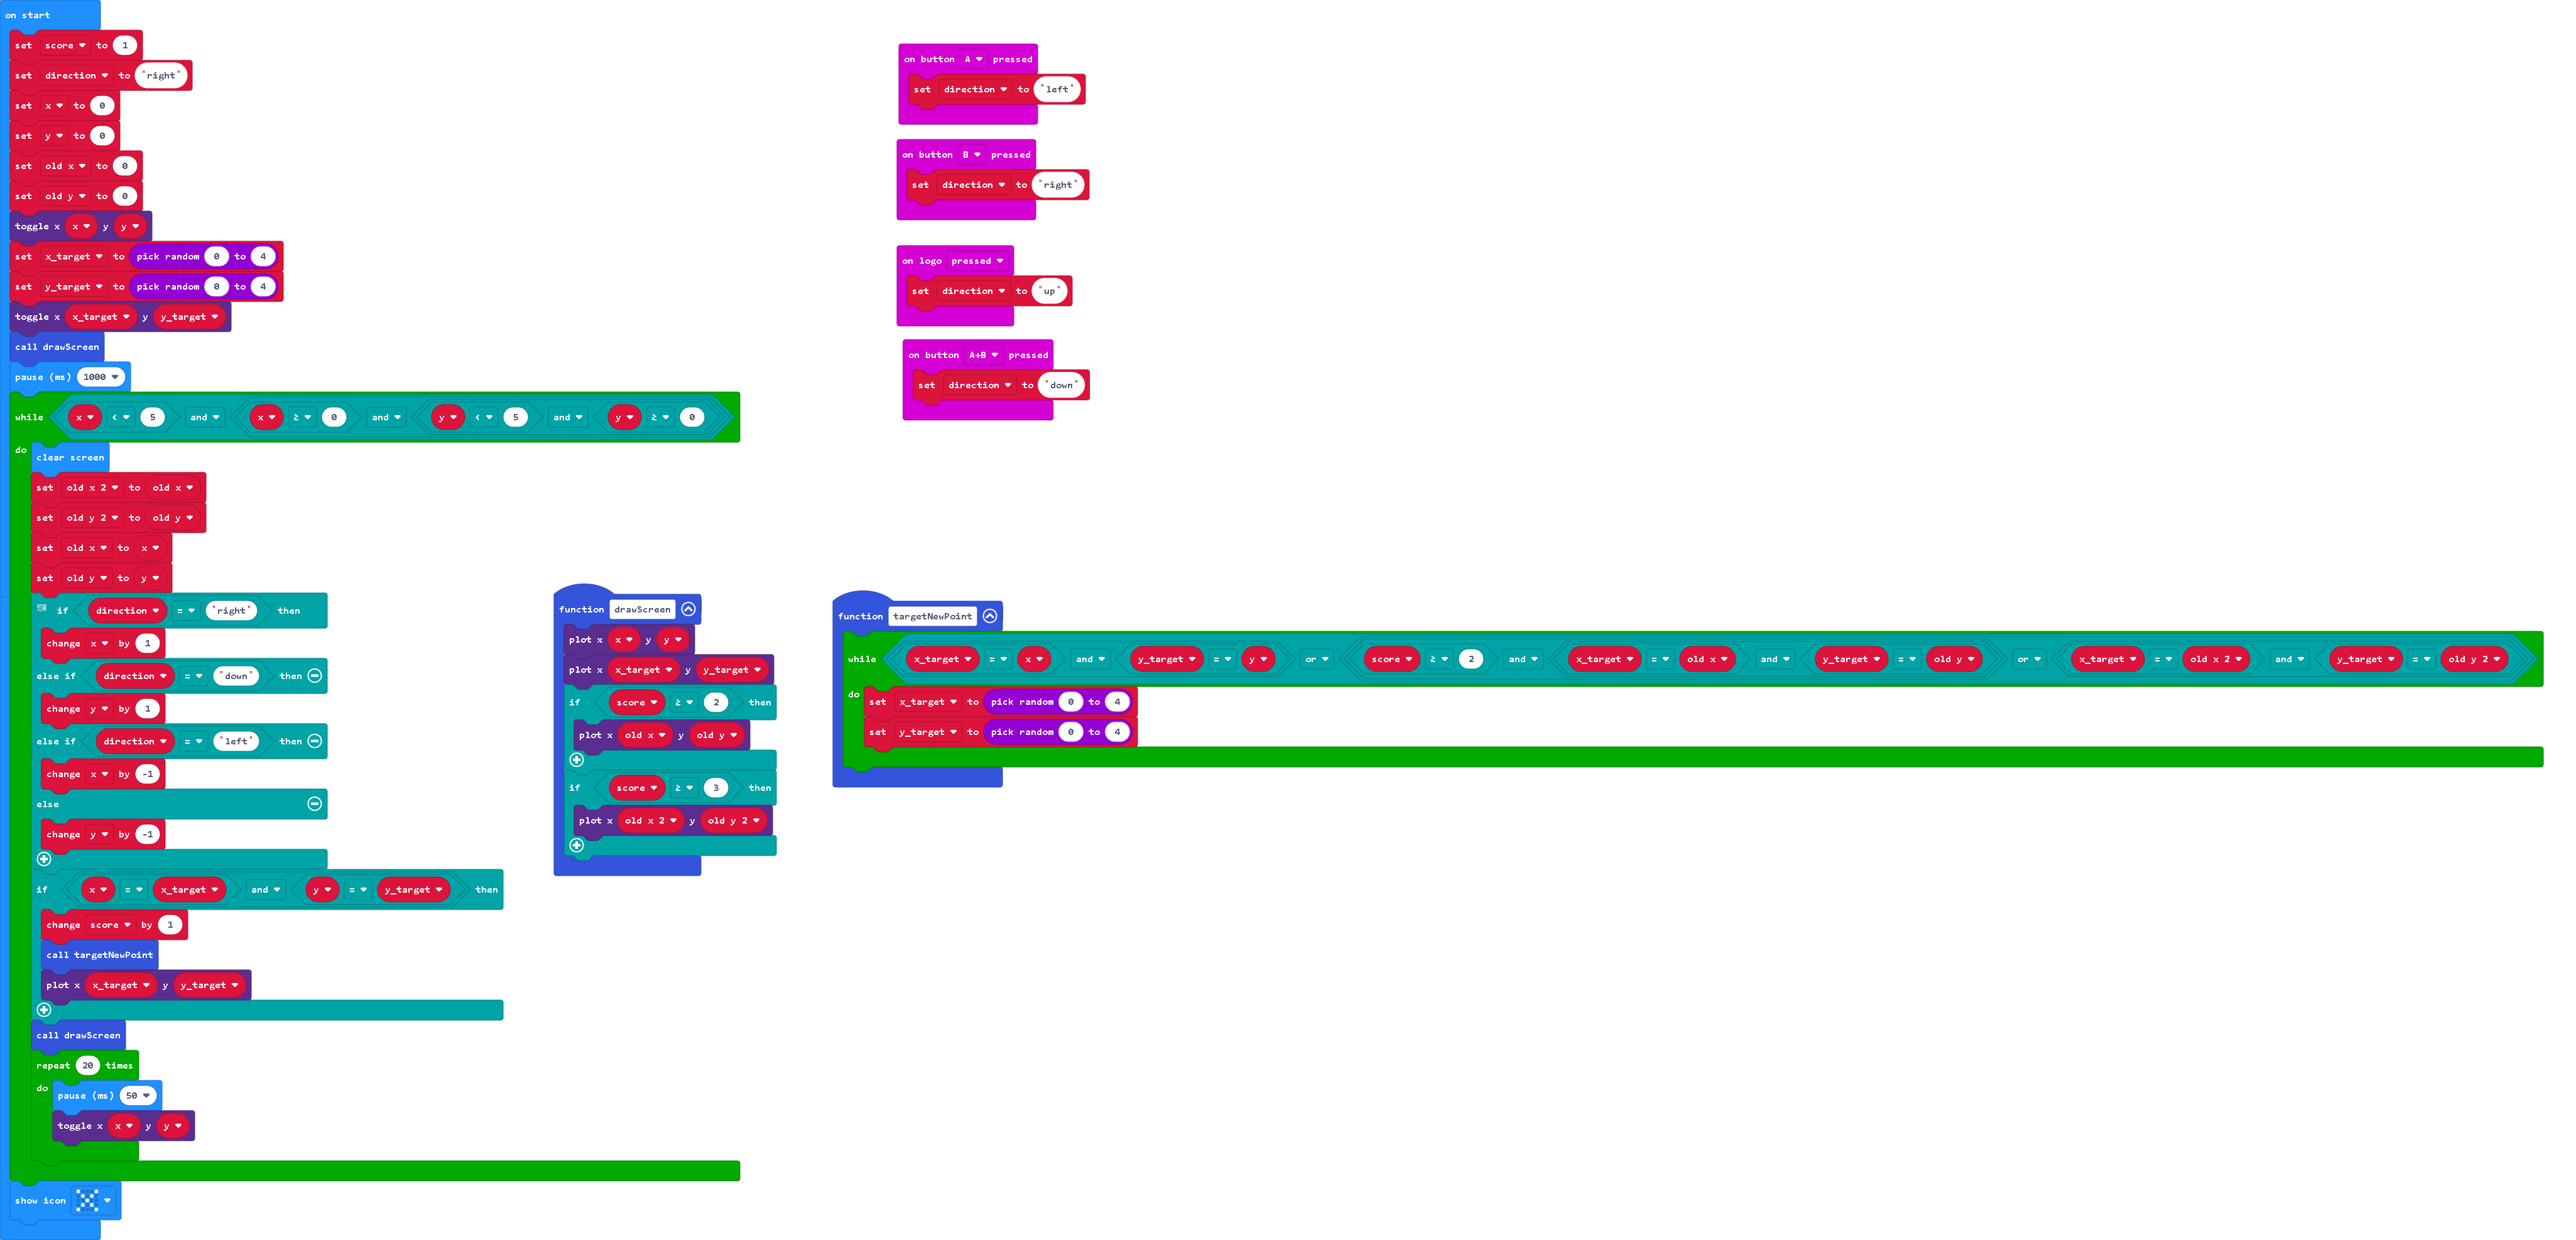 on start
set score to 1
set direction to "right"
set x to 0
set y to 0
set old x to 0
set old y to 0
toggle x x y y
set x_target to pick random 0 to 4
set y_target to pick random 0 to 4
toggle x x_target y y_target
call drawScreen
pause (ms) 1000
while x < 5 and x ≥ 0 and y < 5 and y ≥ 0
do
clear screen
set old x 2 to old x
set old y 2 to old y
set old x to x
set old y to y
if direction = "right" then
change x by 1
else if direction = "down" then
change y by 1
else if direction = "left" then
change x by -1
else
change y by -1
if x = x_target and y = y_target then
change score by 1
call targetNewPoint
plot x x_target y y_target
call drawScreen
repeat 20 times
do
pause (ms) 50
toggle x x y y
show icon
function drawScreen
plot x x y y
plot x x_target y y_target
if score ≥ 2 then
plot x old x y old y
if score ≥ 3 then
plot x old x 2 y old y 2
on button A pressed
set direction to "left"
on button B pressed
set direction to "right"
on logo pressed
set direction to "up"
on button A+B pressed
set direction to "down"
function targetNewPoint
while x_target = x and y_target = y or score ≥ 2 and x_target = old x and y_target = old y or x_target = old x 2 and y_target = old y 2
do
set x_target to pick random 0 to 4
set y_target to pick random 0 to 4